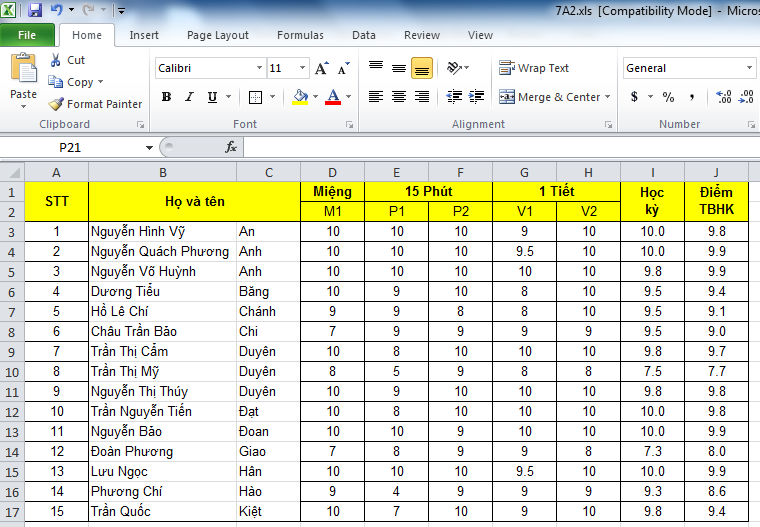 7A2.xls [Compatibility Mode] - Micros
File Home Insert Page Layout Formulas Data Review View
Cut
Calibri 11 A A Wrap Text General
Copy
Paste
Format Painter B I U A Merge & Center $ % ,
Clipboard Font Alignment Number
P21 fx
A B C D E F G H I J
1 STT Họ và tên Miệng 15 Phút 1 Tiết Học kỳ Điểm TBHK
2 M1 P1 P2 V1 V2
3 1 Nguyễn Hình Vỹ An 10 10 10 9 10 10.0 9.8
4 2 Nguyễn Quách Phương Anh 10 10 10 9.5 10 10.0 9.9
5 3 Nguyễn Võ Huỳnh Anh 10 10 10 10 10 9.8 9.9
6 4 Dương Tiểu Băng 10 9 10 8 10 9.5 9.4
7 5 Hồ Lê Chí Chánh 9 9 8 8 10 9.5 9.1
8 6 Châu Trần Bảo Chi 7 9 9 9 9 9.5 9.0
9 7 Trần Thị Cẩm Duyên 10 8 10 10 10 9.8 9.7
10 8 Trần Thị Mỹ Duyên 8 5 9 8 8 7.5 7.7
11 9 Nguyễn Thị Thúy Duyên 10 9 10 10 10 9.8 9.8
12 10 Trần Nguyễn Tiến Đạt 10 8 10 10 10 10.0 9.8
13 11 Nguyễn Bảo Đoan 10 10 9 10 10 10.0 9.9
14 12 Đoàn Phương Giao 7 8 9 9 8 7.3 8.0
15 13 Lưu Ngọc Hân 10 10 10 9.5 10 10.0 9.9
16 14 Phương Chí Hào 9 4 9 9 9 9.3 8.6
17 15 Trần Quốc Kiệt 10 7 10 9 10 9.8 9.4